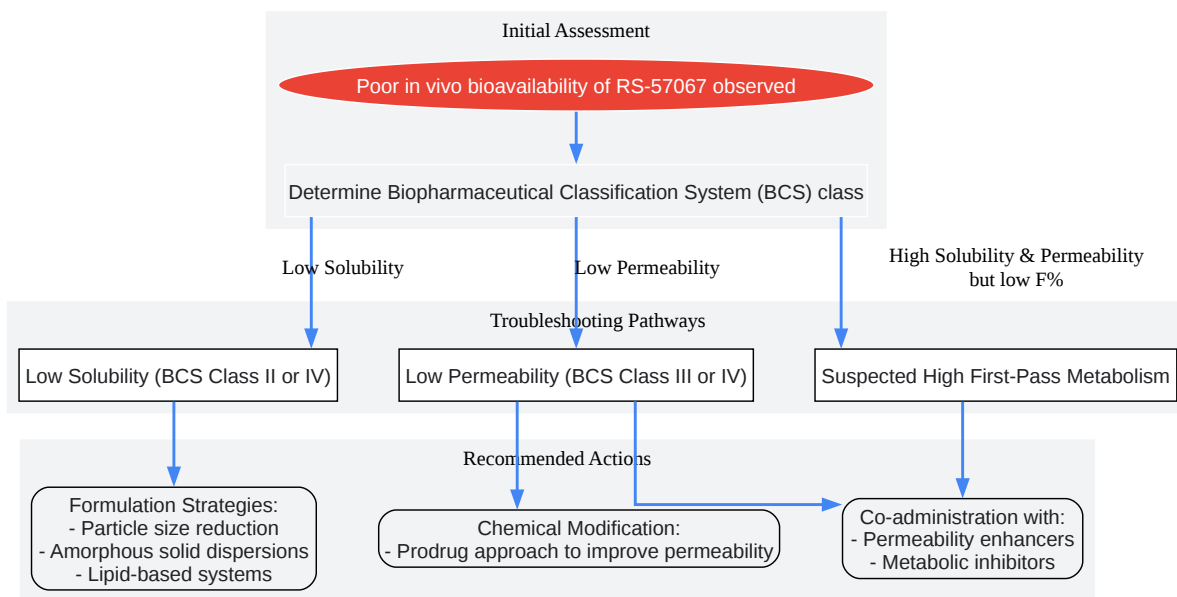 Initial Assessment
Poor in vivo bioavailability of RS-57067 observed
Determine Biopharmaceutical Classification System (BCS) class
Low Solubility
Low Permeability
High Solubility & Permeability
but low F%
Troubleshooting Pathways
Low Solubility (BCS Class II or IV)
Low Permeability (BCS Class III or IV)
Suspected High First-Pass Metabolism
Recommended Actions
Formulation Strategies:
- Particle size reduction
- Amorphous solid dispersions
- Lipid-based systems
Chemical Modification:
- Prodrug approach to improve permeability
Co-administration with:
- Permeability enhancers
- Metabolic inhibitors